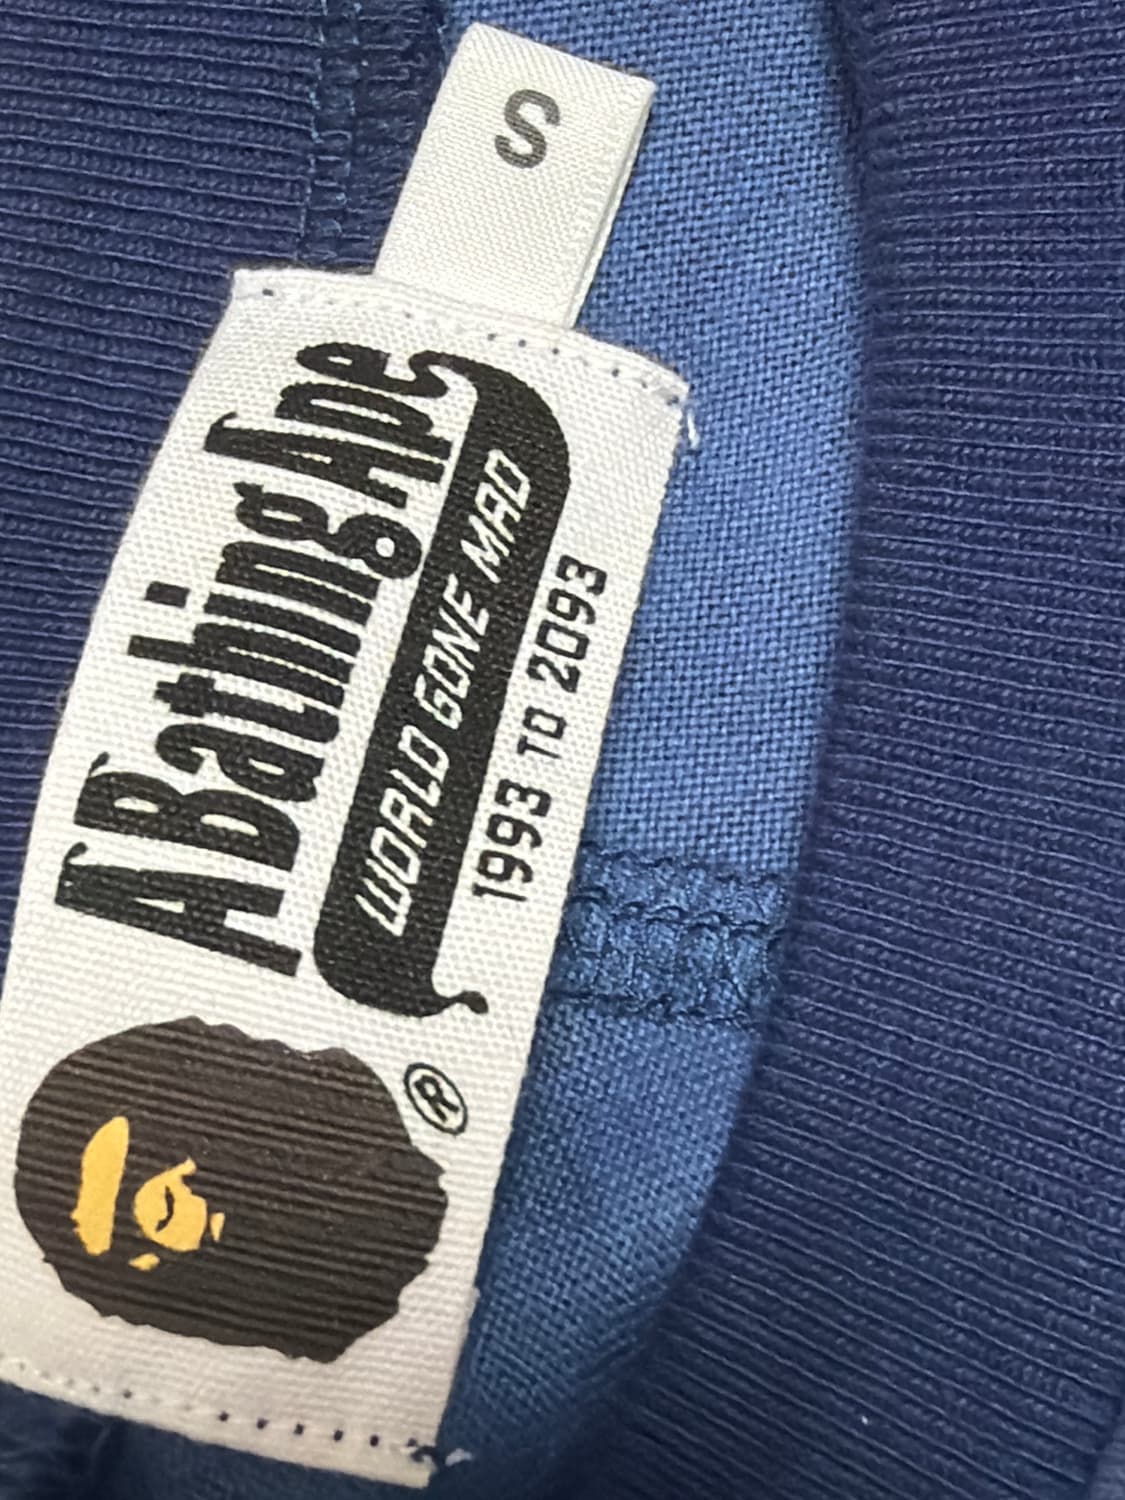 S
A Bathing Ape
WORLD GONE MAD
1993 TO 2093
®